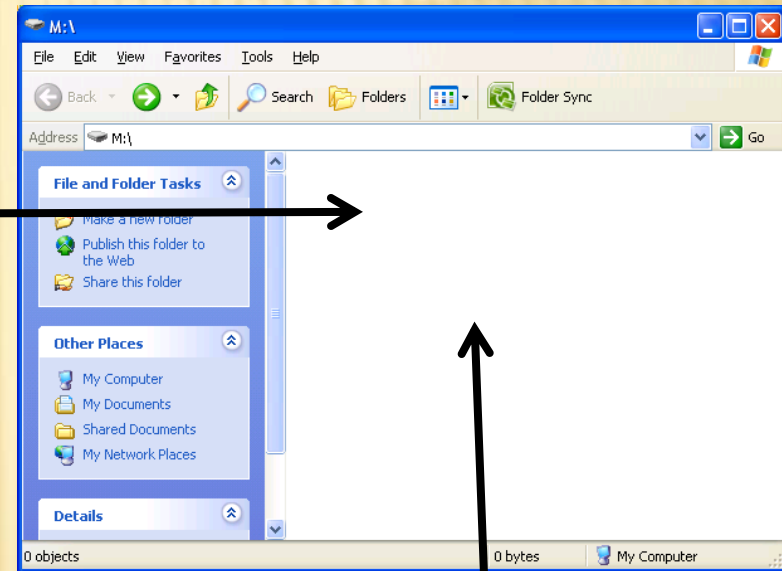 M:\
File Edit View Favorites Tools Help
Back Search Folders Folder Sync
Address M:\ Go
File and Folder Tasks
Make a new folder
Publish this folder to
the Web
Share this folder
Other Places
My Computer
My Documents
Shared Documents
My Network Places
Details
0 objects 0 bytes My Computer